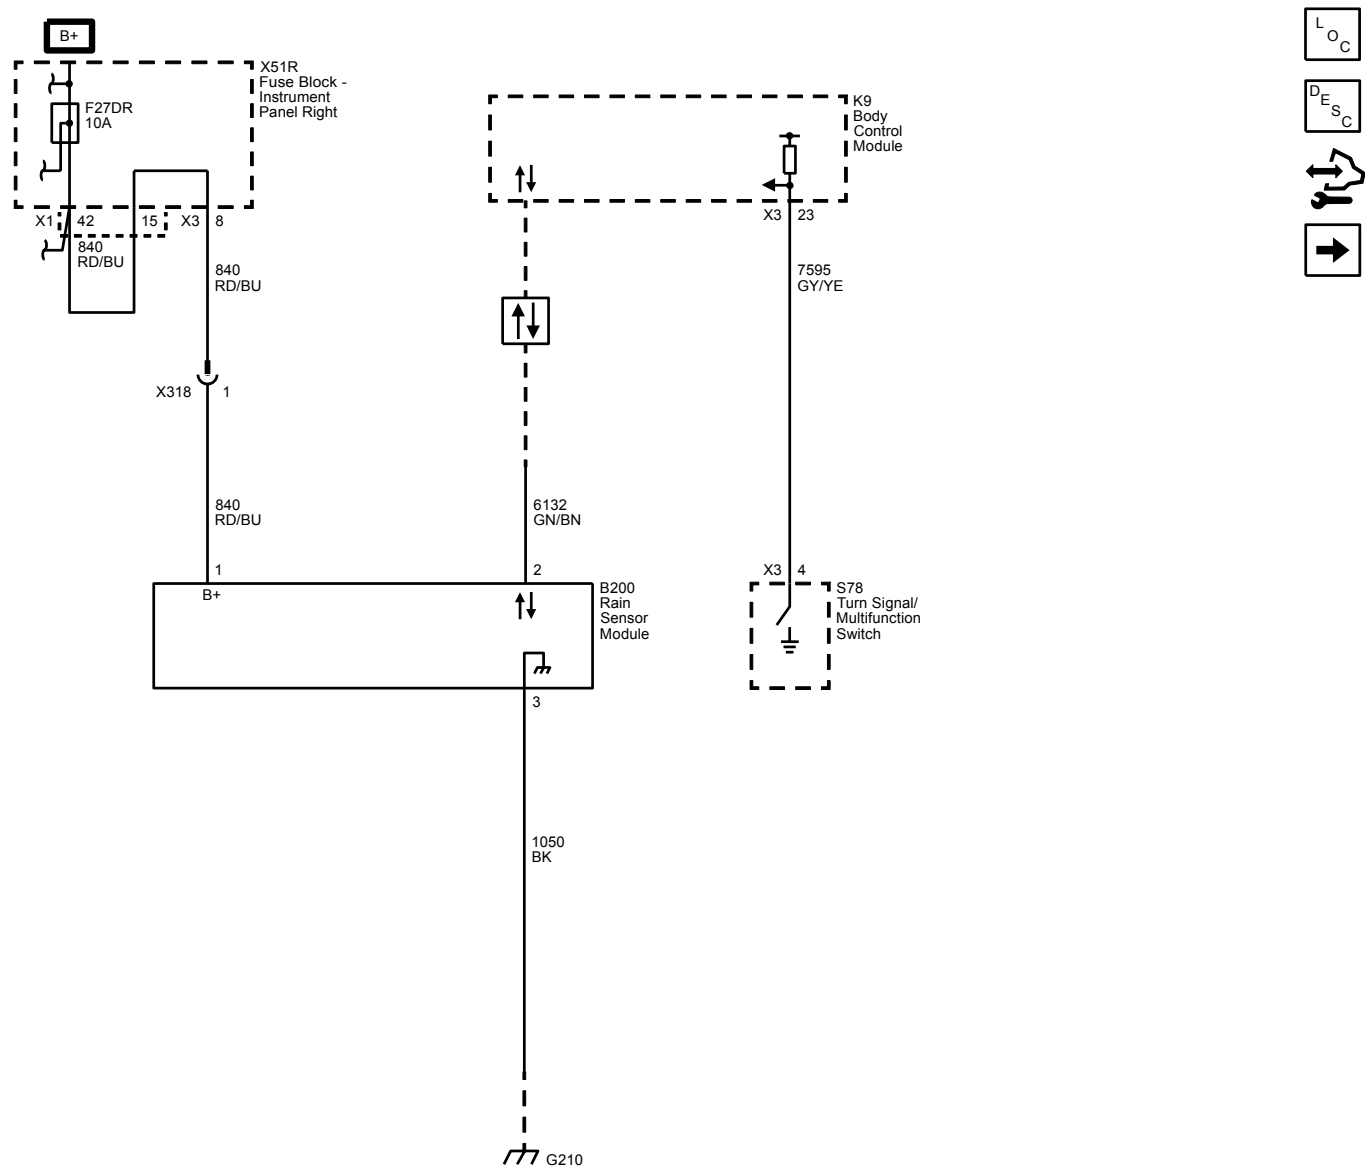 B+
X51R
Fuse Block -
Instrument
Panel Right
F27DR
10A
X1 42 15 X3 8
840
RD/BU
840
RD/BU
X318 1
840
RD/BU
1
B+
K9
Body
Control
Module
X3 23
7595
GY/YE
6132
GN/BN
2
B200
Rain
Sensor
Module
X3 4
S78
Turn Signal/
Multifunction
Switch
3
1050
BK
G210
LOC
DESC